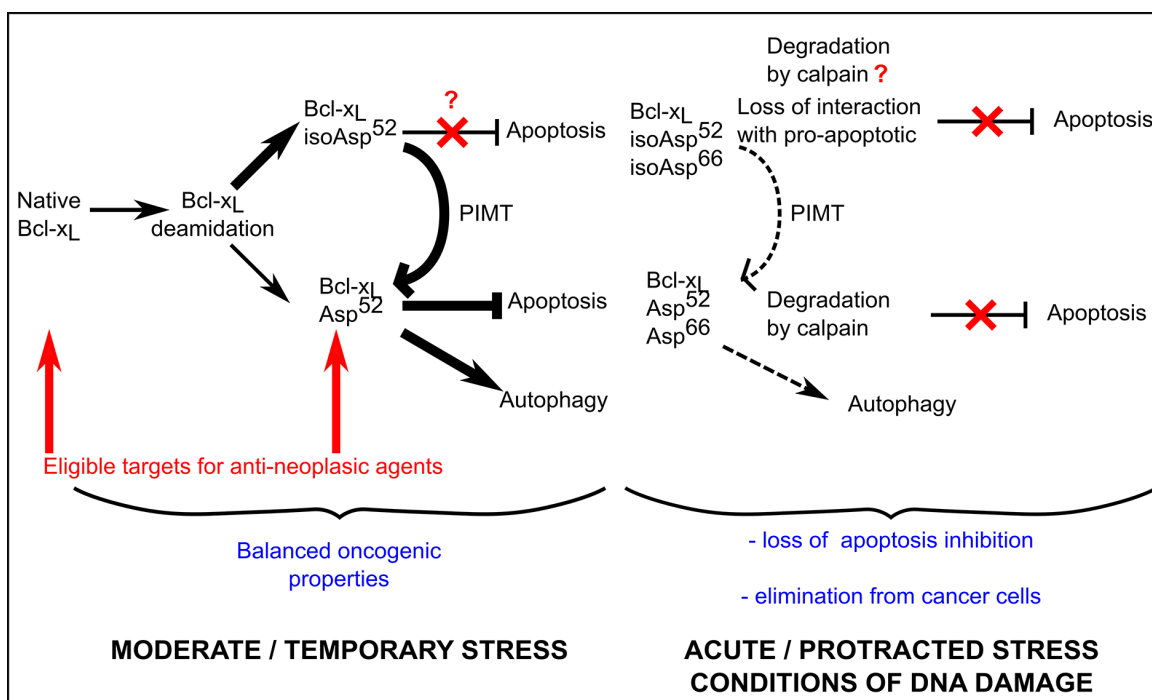 Native
Bcl-xL
Bcl-xL
deamidation
Bcl-xL
isoAsp52
?
Apoptosis
PIMT
Bcl-xL
Asp52
Apoptosis
Autophagy
Eligible targets for anti-neoplasic agents
Balanced oncogenic
properties
MODERATE / TEMPORARY STRESS
Degradation
by calpain ?
Bcl-xL
isoAsp52
isoAsp66
Loss of interaction
with pro-apoptotic
Apoptosis
PIMT
Bcl-xL
Asp52
Asp66
Degradation
by calpain
Apoptosis
Autophagy
- loss of apoptosis inhibition
- elimination from cancer cells
ACUTE / PROTRACTED STRESS
CONDITIONS OF DNA DAMAGE